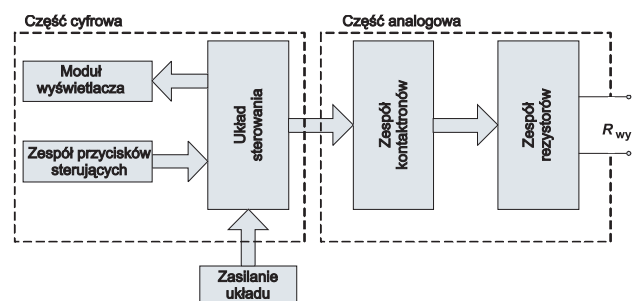 Część cyfrowa
Część analogowa
Moduł
wyświetlacza
Zespół przycisków
sterujących
Układ
sterowania
Zespół
kontaktronów
Zespół
rezystorów
R wy
Zasilanie
układu